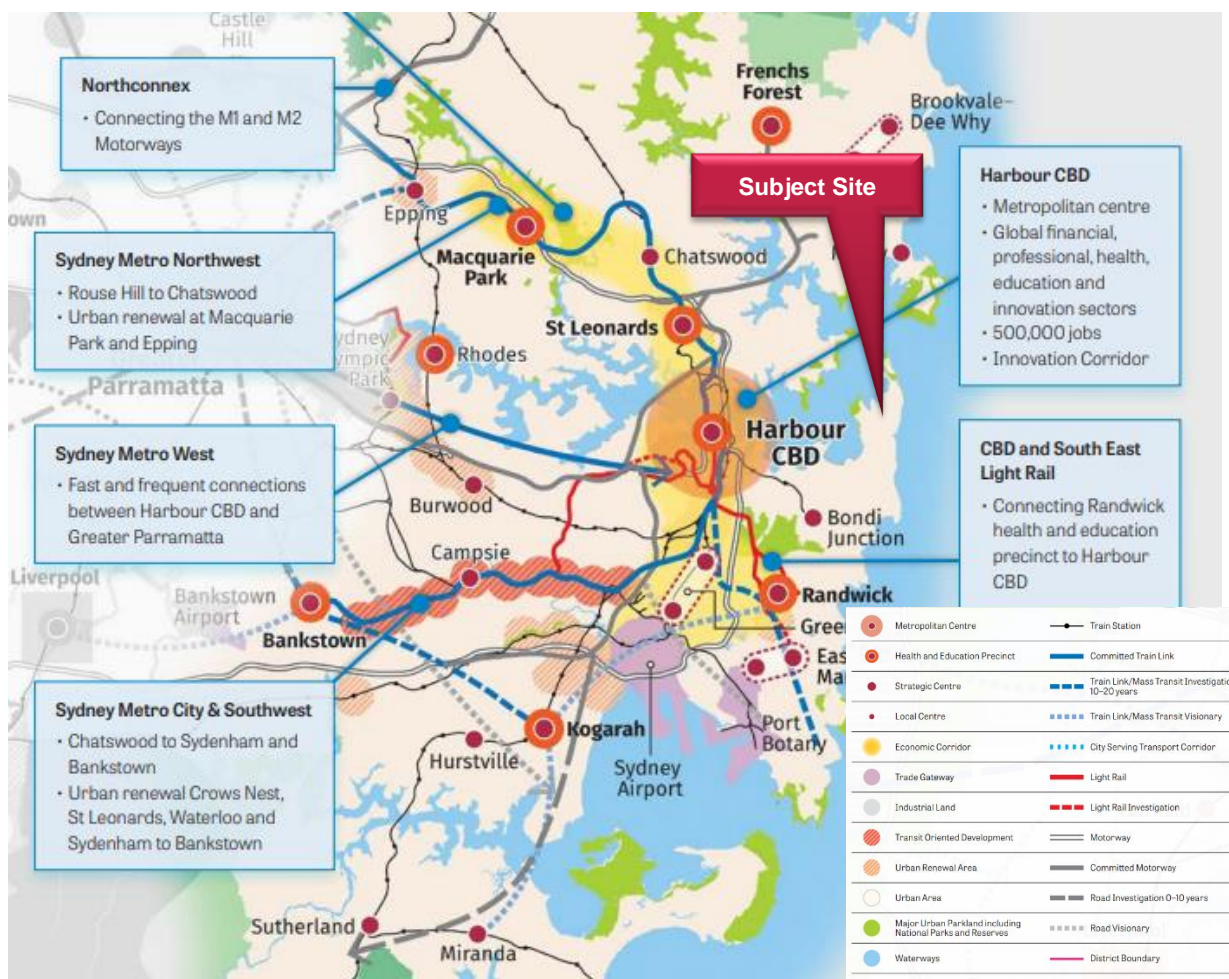 Castle
Hill
Northconnex
• Connecting the M1 and M2
Motorways
Frenchs
Forest
Brookvale–
Dee Why
Subject Site
Harbour CBD
• Metropolitan centre
• Global financial,
professional, health,
education and
innovation sectors
• 500,000 jobs
• Innovation Corridor
Epping
Macquarie
Park
Chatswood
Sydney Metro Northwest
• Rouse Hill to Chatswood
• Urban renewal at Macquarie
Park and Epping
St Leonards
Rhodes
Parramatta
Park
Harbour
CBD
Sydney Metro West
• Fast and frequent connections
between Harbour CBD and
Greater Parramatta
CBD and South East
Light Rail
• Connecting Randwick
health and education
precinct to Harbour
CBD
Burwood
Bondi
Junction
Campsie
Liverpool
Bankstown
Airport
Bankstown
Randwick
Sydney Metro City & Southwest
• Chatswood to Sydenham and
Bankstown
• Urban renewal Crows Nest,
St Leonards, Waterloo and
Sydenham to Bankstown
Kogarah
Hurstville
Sydney
Airport
Port
Botany
Sutherland
Miranda
Metropolitan Centre
Health and Education Precinct
Strategic Centre
Local Centre
Economic Corridor
Trade Gateway
Industrial Land
Transit Oriented Development
Urban Renewal Area
Urban Area
Major Urban Parkland including
National Parks and Reserves
Waterways
Train Station
Committed Train Link
Train Link/Mass Transit Investigatio
10–20 years
Train Link/Mass Transit Visionary
City Serving Transport Corridor
Light Rail
Light Rail Investigation
Motorway
Committed Motorway
Road Investigation 0–10 years
Road Visionary
District Boundary